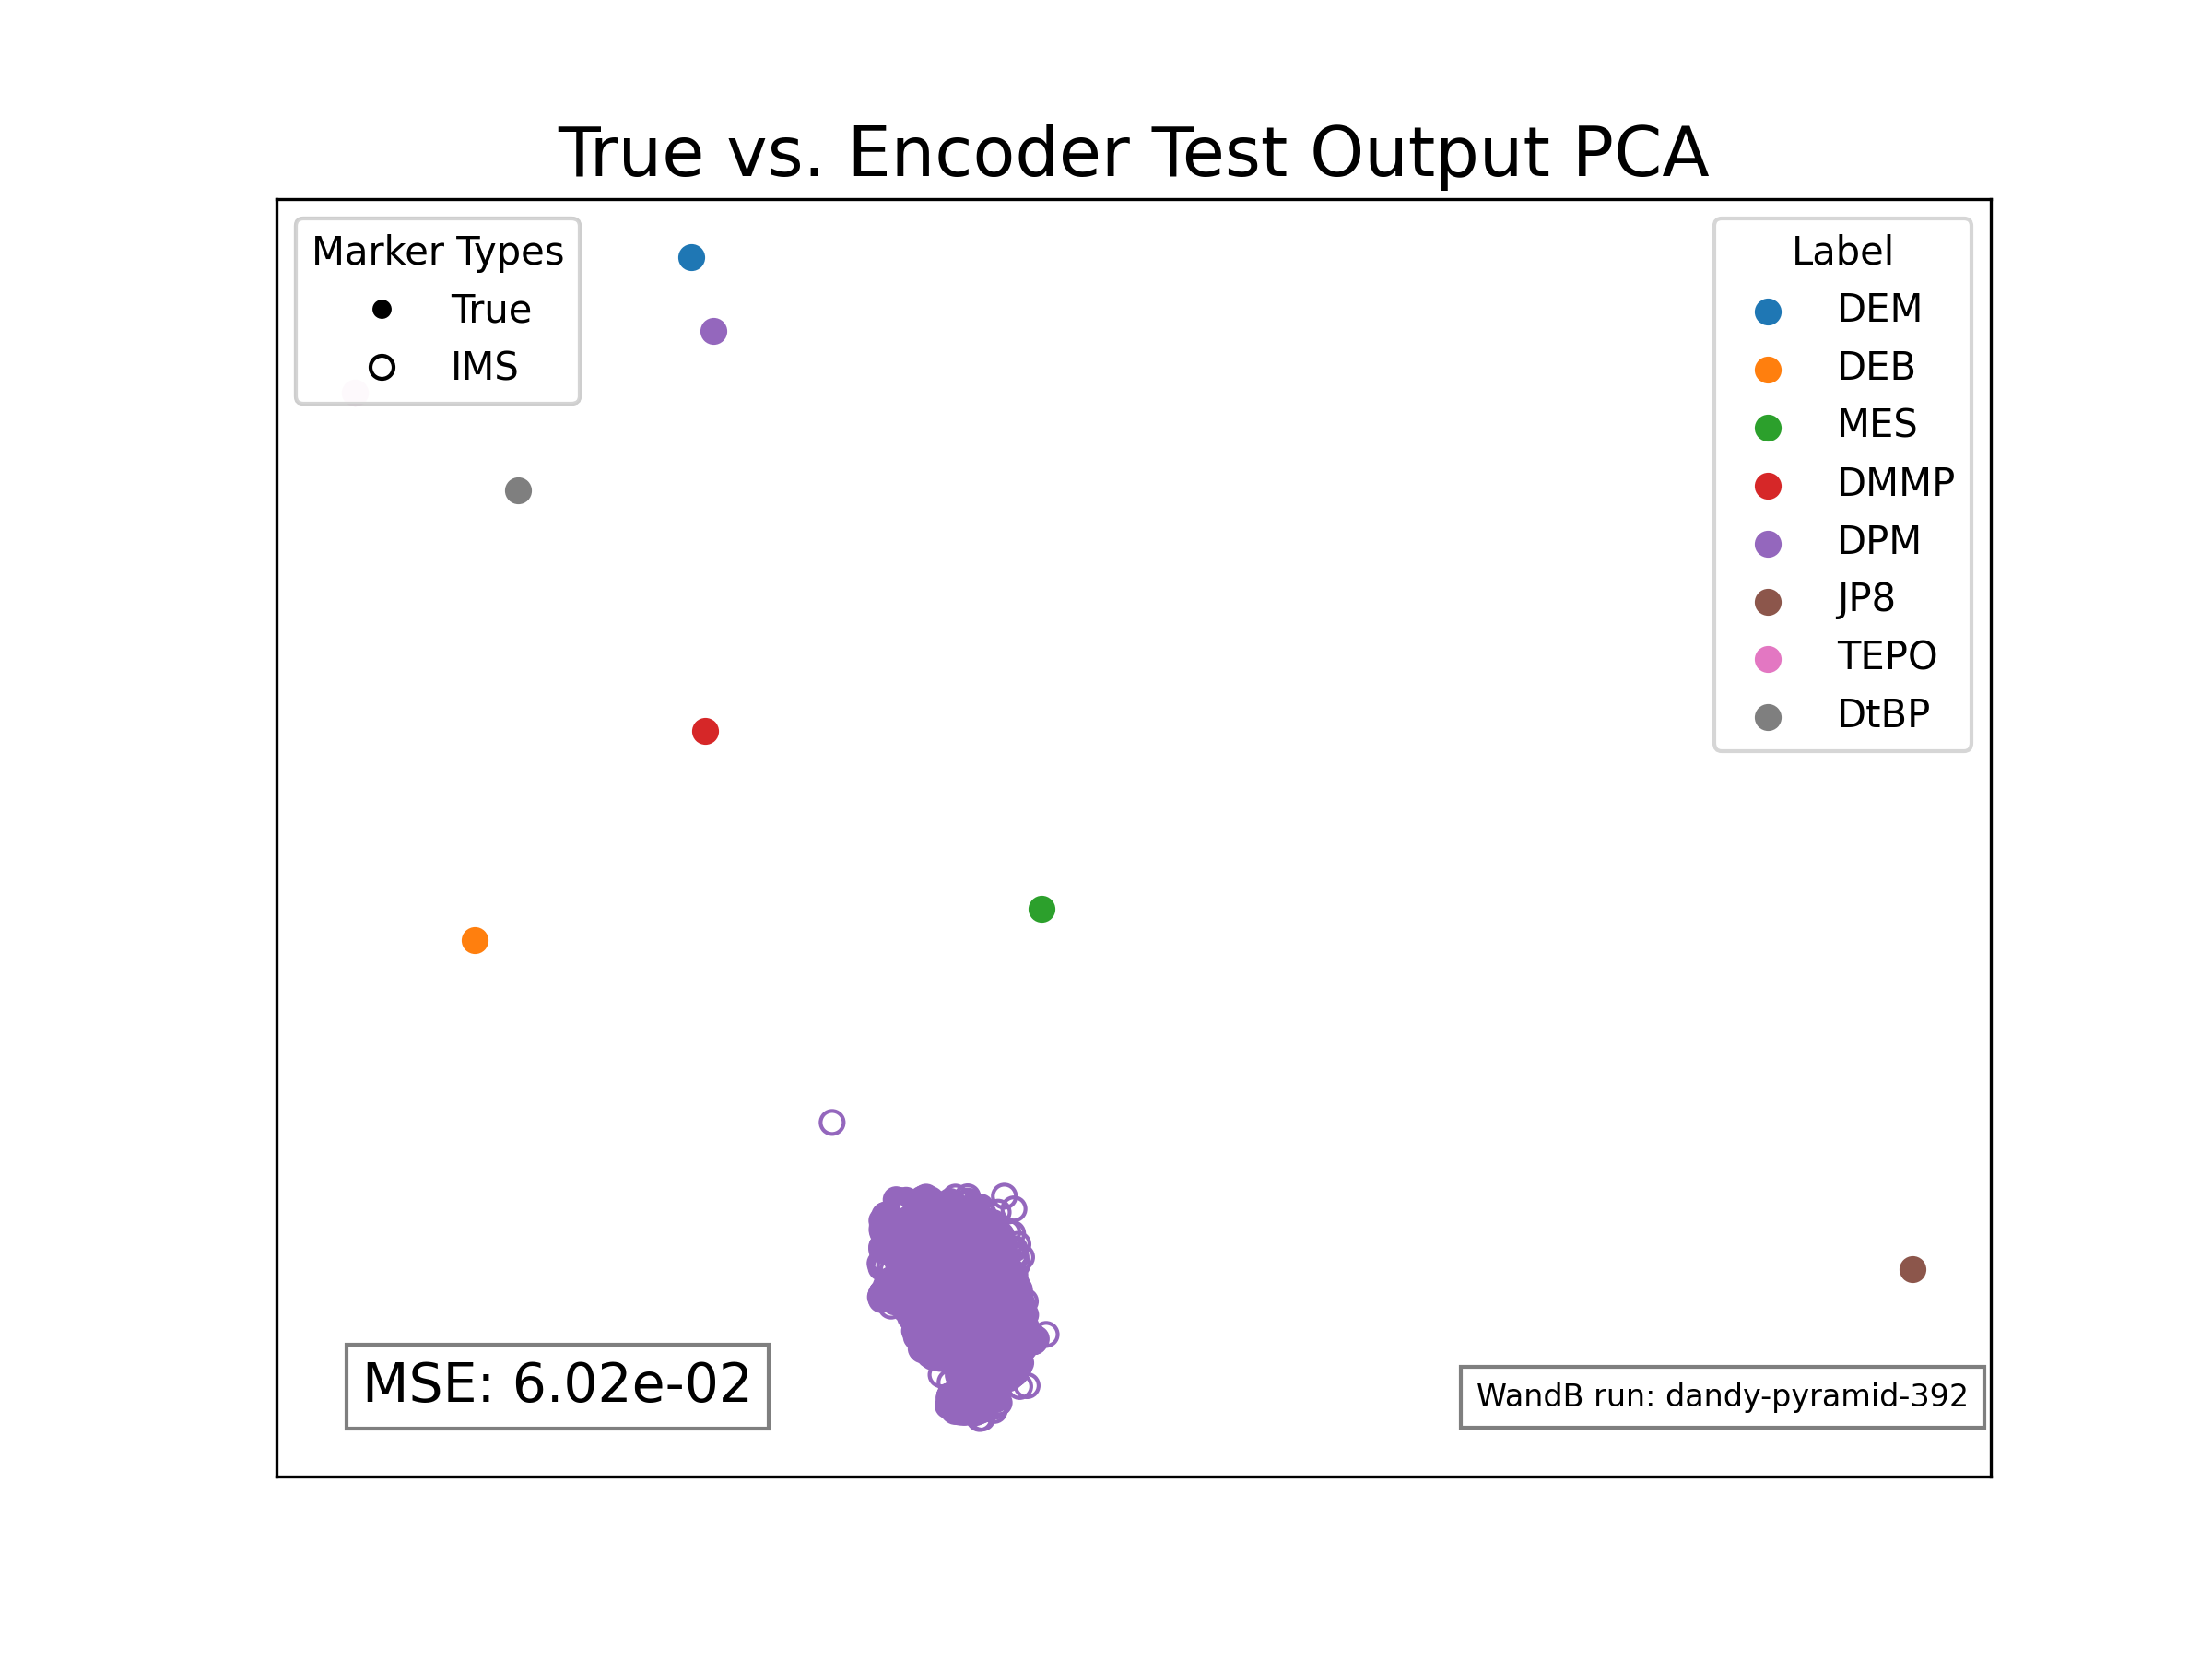 True vs. Encoder Test Output PCA
Marker Types
True
IMS
Label
DEM
DEB
MES
DMMP
DPM
JP8
TEPO
DtBP
MSE: 6.02e-02
WandB run: dandy-pyramid-392